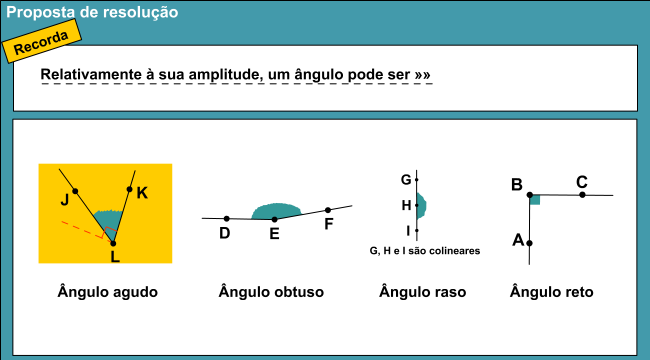 Proposta de resolução
Recorda
Relativamente à sua amplitude, um ângulo pode ser »»
J
K
L
D
E
F
G
H
I
G, H e I são colineares
B
C
A
Ângulo agudo
Ângulo obtuso
Ângulo raso
Ângulo reto